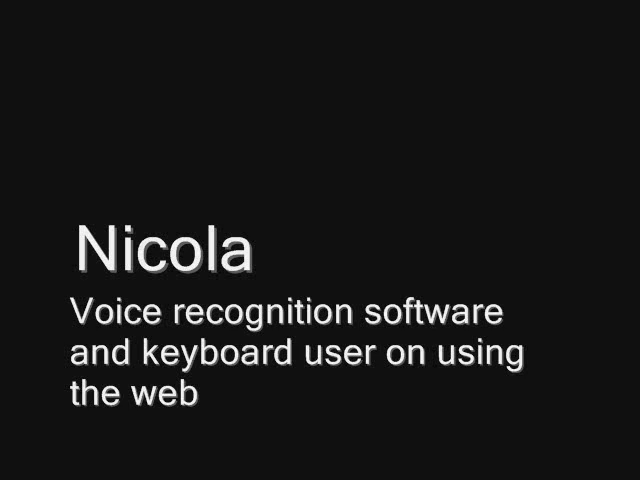 Nicola
Voice recognition software
and keyboard user on using
the web